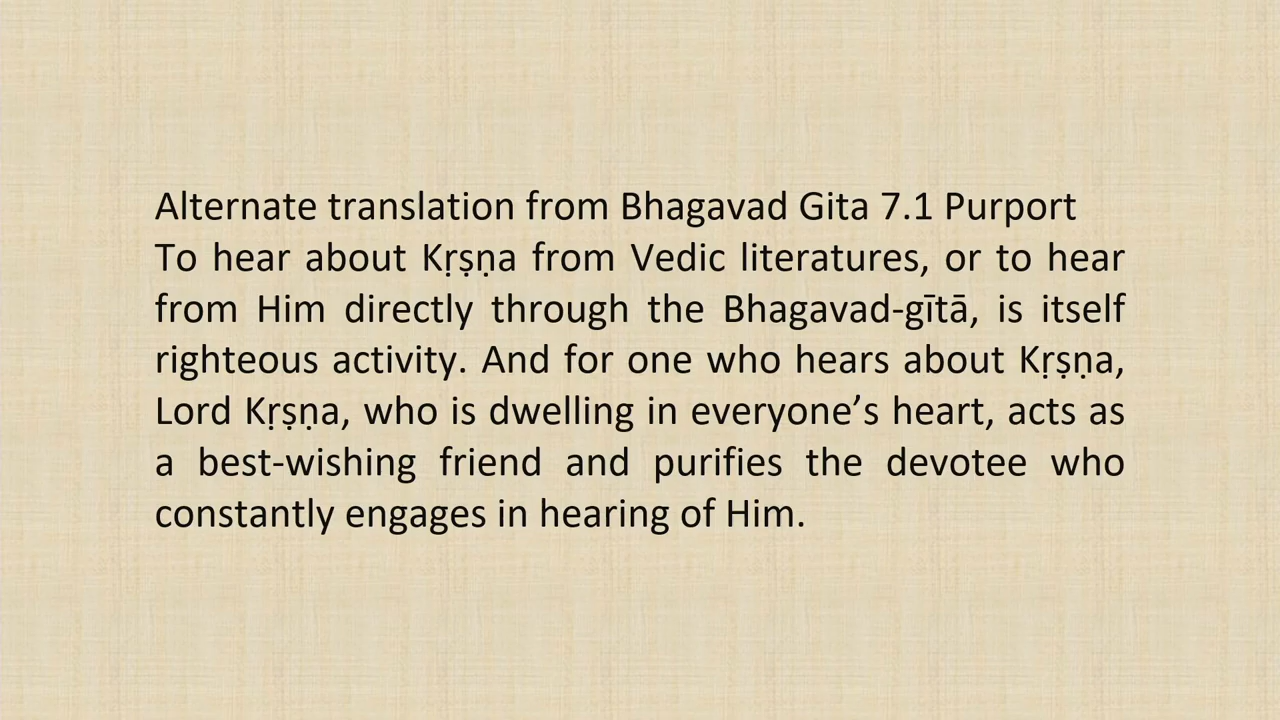 Alternate translation from Bhagavad Gita 7.1 Purport
To hear about Kṛṣṇa from Vedic literatures, or to hear
from Him directly through the Bhagavad-gītā, is itself
righteous activity. And for one who hears about Kṛṣṇa,
Lord Kṛṣṇa, who is dwelling in everyone’s heart, acts as
a best-wishing friend and purifies the devotee who
constantly engages in hearing of Him.